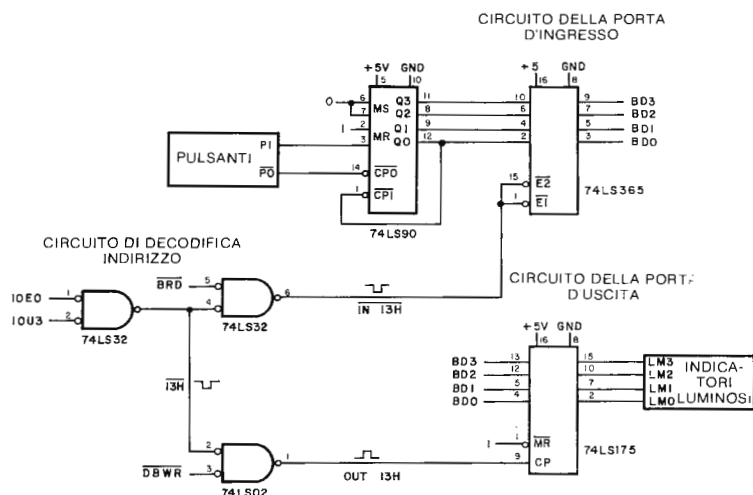 CIRCUITO DELLA PORTA
D'INGRESSO
+5V GND
5 10
+5 GND
16 8
0
6 MS Q3 11 10 9 BD3
7 Q2 8 6 7 BD2
1 2 MR Q1 9 4 5 BD1
3 Q0 12 2 3 BD0
PULSANTI
P1
P0
14 CP0
1 CP1
15 E2
1 E1
74LS90
74LS365
CIRCUITO DI DECODIFICA
INDIRIZZO
IOE0 1
IOU3 2
74LS32
BRD 5
4
6
74LS32
IN 13H
13H
CIRCUITO DELLA PORTA
D'USCITA
+5V GND
16 8
BD3 13 15 LM3
BD2 12 10 LM2
BD1 5 7 LM1
BD0 4 2 LM0
INDICA-
TORI
LUMINOSI
1 1 MR
9 CP
74LS175
2
DBWR 3
1
74LS02
OUT 13H